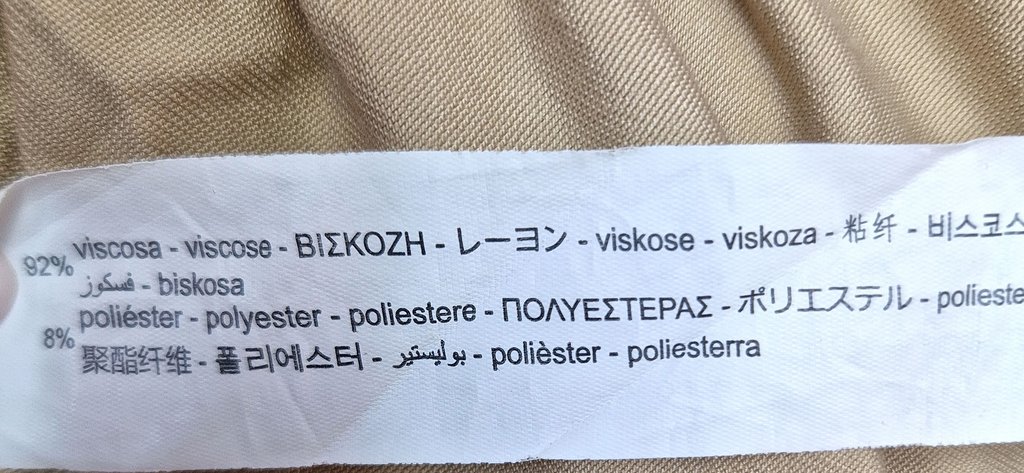 92% viscosa - viscose - ΒΙΣΚΟΖΗ - レーヨン - viskose - viskoza - 粘纤 - 비스코스
فسكوز - biskosa
8% poliéster - polyester - poliestere - ΠΟΛΥΕΣΤΕΡΑΣ - ポリエステル - polieste
聚酯纤维 - 폴리에스터 - بوليستير - polièster - poliesterra